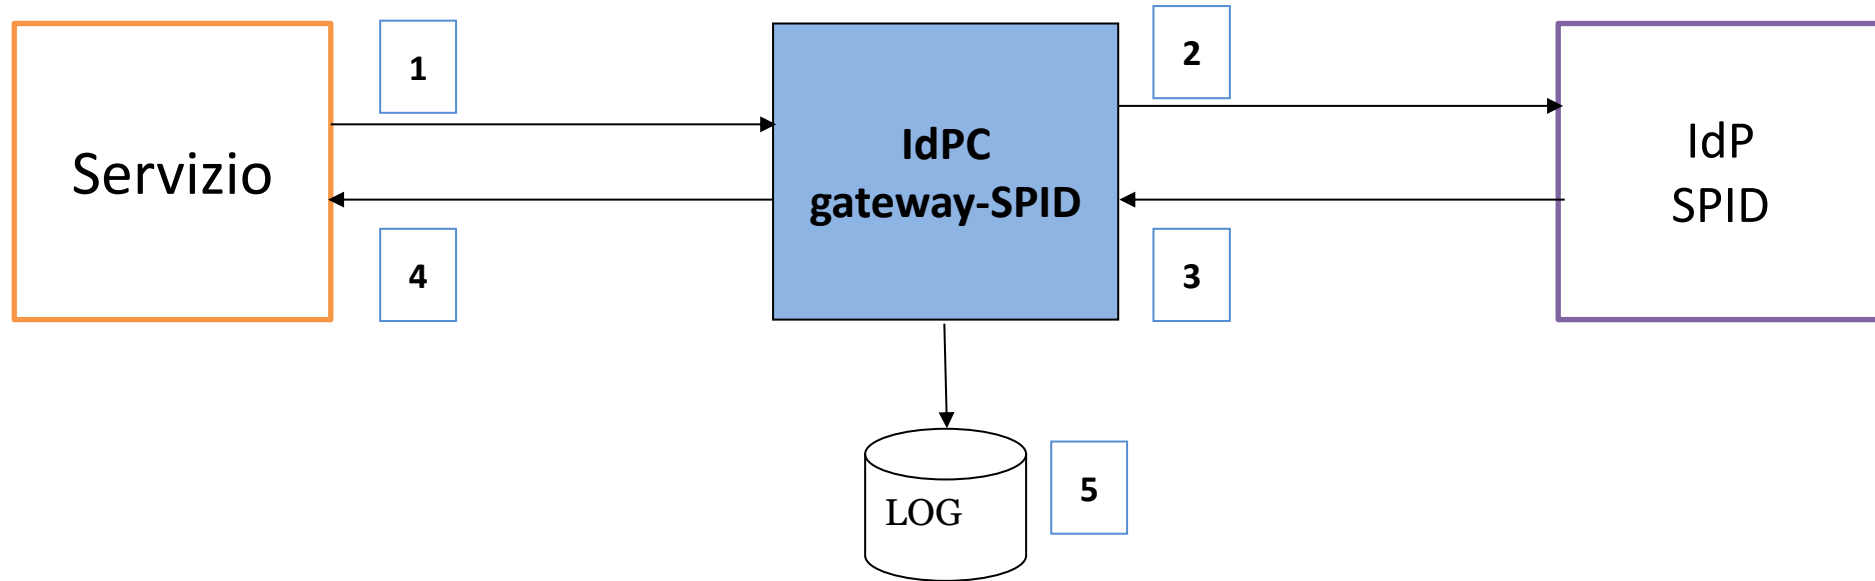 1
2
Servizio
IdPC
gateway-SPID
IdP
SPID
4
3
LOG
5